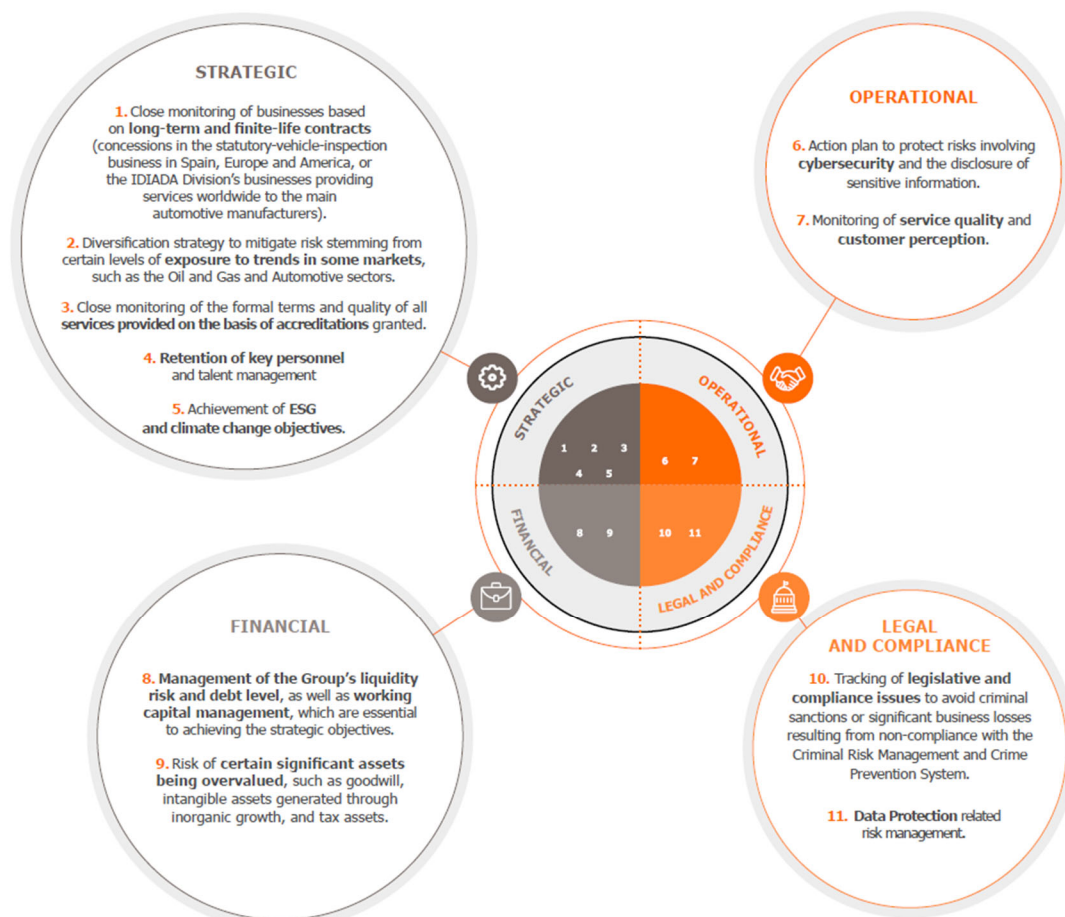 STRATEGIC
1. Close monitoring of businesses based
on long-term and finite-life contracts
(concessions in the statutory-vehicle-inspection
business in Spain, Europe and America, or
the IDIADA Division's businesses providing
services worldwide to the main
automotive manufacturers).
2. Diversification strategy to mitigate risk stemming from
certain levels of exposure to trends in some markets,
such as the Oil and Gas and Automotive sectors.
3. Close monitoring of the formal terms and quality of all
services provided on the basis of accreditations granted.
4. Retention of key personnel
and talent management
5. Achievement of ESG
and climate change objectives.
OPERATIONAL
6. Action plan to protect risks involving
cybersecurity and the disclosure of
sensitive information.
7. Monitoring of service quality and
customer perception.
STRATEGIC
OPERATIONAL
1 2 3
4 5
6 7
FINANCIAL
LEGAL AND COMPLIANCE
8 9
10 11
FINANCIAL
8. Management of the Group's liquidity
risk and debt level, as well as working
capital management, which are essential
to achieving the strategic objectives.
9. Risk of certain significant assets
being overvalued, such as goodwill,
intangible assets generated through
inorganic growth, and tax assets.
LEGAL
AND COMPLIANCE
10. Tracking of legislative and
compliance issues to avoid criminal
sanctions or significant business losses
resulting from non-compliance with the
Criminal Risk Management and Crime
Prevention System.
11. Data Protection related
risk management.